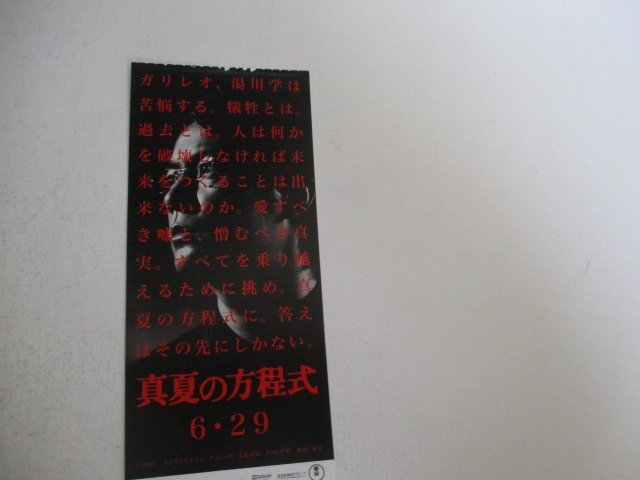 ガリレオ、湯川学は
苦悩する。犠牲とは。
過去とは。人は何か
を破壊しなければ未
来をつくることは出
来ないのか。愛すべ
き嘘と、憎むべき真
実。すべてを乗り越
えるために挑め。真
夏の方程式に。答え
はその先にしかない。
真夏の方程式
6・29